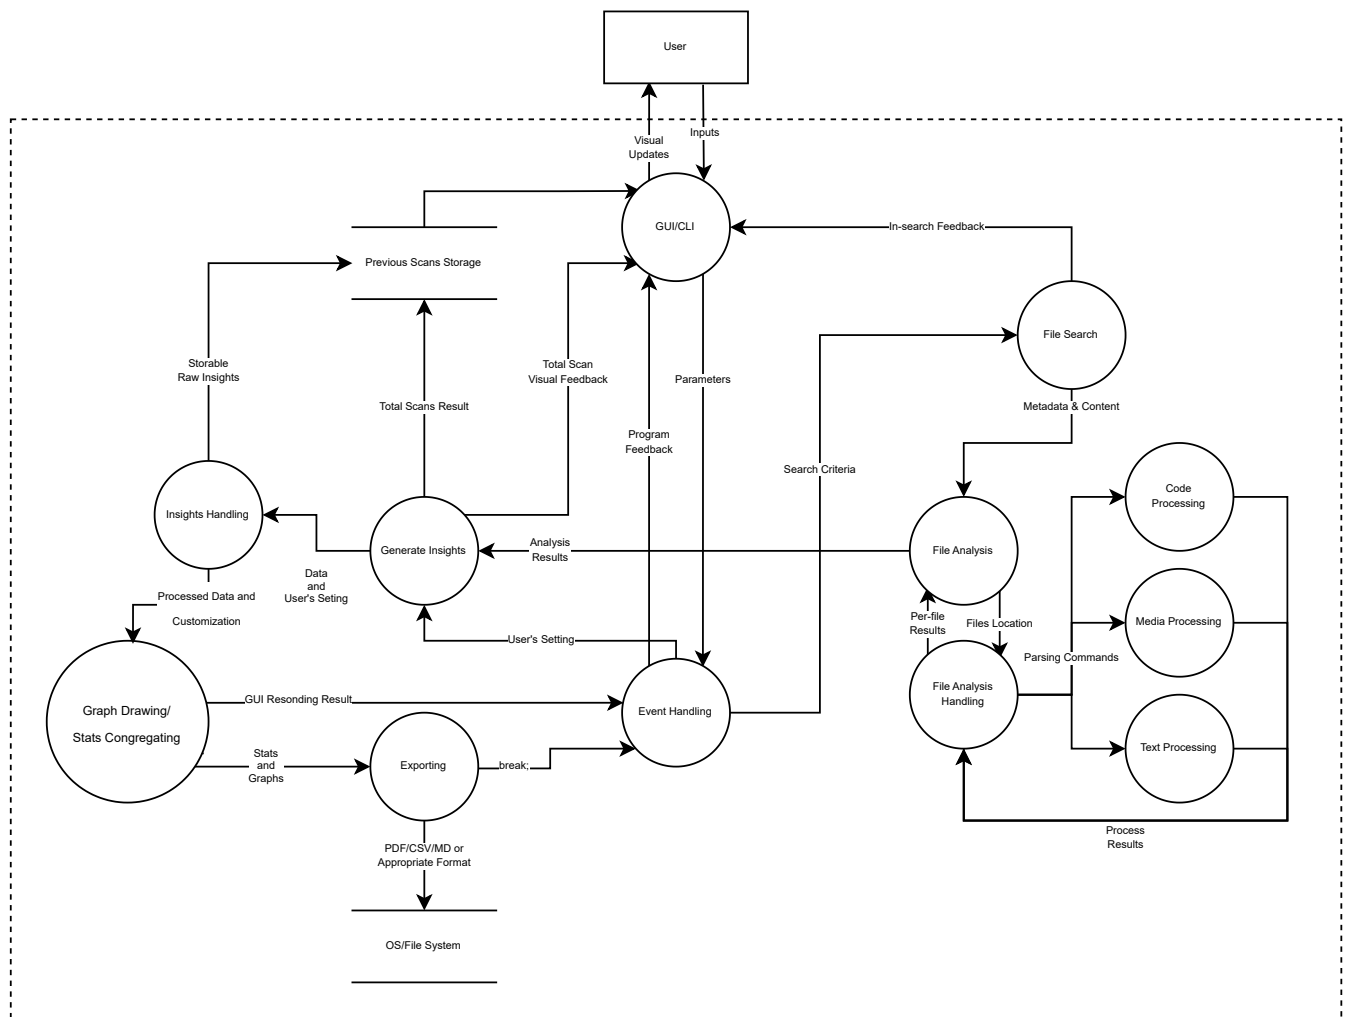 User
Visual
Updates
Inputs
GUI/CLI
In-search Feedback
Previous Scans Storage
File Search
Storable
Raw Insights
Total Scan
Visual Feedback
Parameters
Total Scans Result
Metadata & Content
Program
Feedback
Search Criteria
Code
Processing
Insights Handling
Generate Insights
Analysis
Results
File Analysis
Data
and
User's Seting
Processed Data and
Customization
Per-file
Results
Files Location
Media Processing
User's Setting
Parsing Commands
File Analysis
Handling
GUI Resonding Result
Event Handling
Graph Drawing/
Stats Congregating
Text Processing
Stats
and
Graphs
Exporting
break;
Process
Results
PDF/CSV/MD or
Appropriate Format
OS/File System